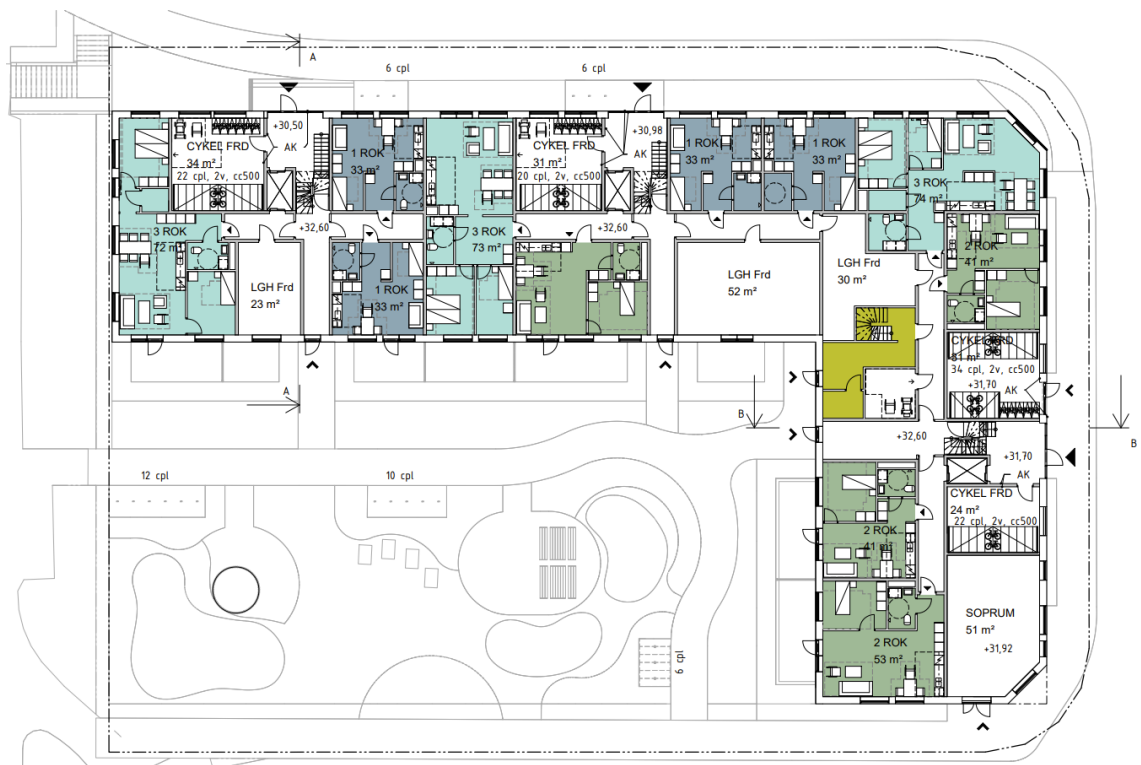 A
6 cpl
6 cpl
+30,50
AK
CYKEL FRD
34 m²
22 cpl, 2v, cc500
1 ROK
33 m²
CYKEL FRD
31 m²
20 cpl, 2v, cc500
+30,98
AK
1 ROK
33 m²
1 ROK
33 m²
3 ROK
74 m²
3 ROK
72 m²
+32,60
3 ROK
73 m²
+32,60
2 ROK
41 m²
LGH Frd
23 m²
1 ROK
33 m²
LGH Frd
52 m²
LGH Frd
30 m²
CYKEL FRD
34 cpl, 2v, cc500
+31,70
AK
A
B
B
+32,60
+31,70
AK
12 cpl
10 cpl
CYKEL FRD
24 m²
22 cpl, 2v, cc500
2 ROK
41 m²
SOPRUM
51 m²
+31,92
2 ROK
53 m²
6 cpl